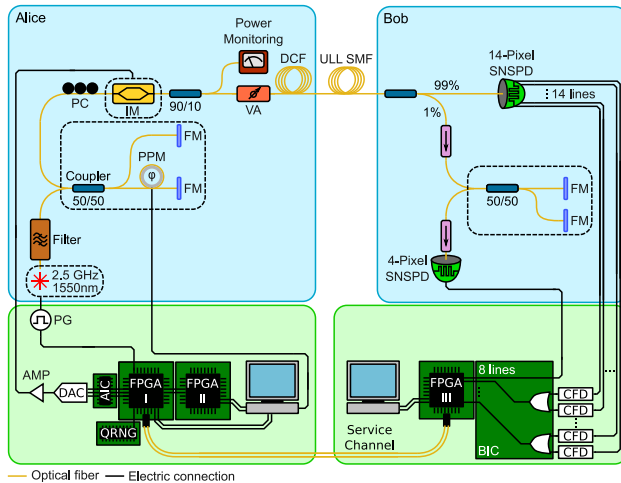 Alice
Power
Monitoring
DCF
ULL SMF
Bob
14-Pixel
SNSPD
99%
14 lines
PC
IM
90/10
VA
1%
FM
PPM
φ
Coupler
50/50
FM
Filter
2.5 GHz
1550nm
50/50
FM
FM
4-Pixel
SNSPD
PG
AMP
DAC
AIC
FPGA
I
FPGA
II
QRNG
Service
Channel
FPGA
III
8 lines
BIC
CFD
CFD
CFD
CFD
Optical fiber
Electric connection